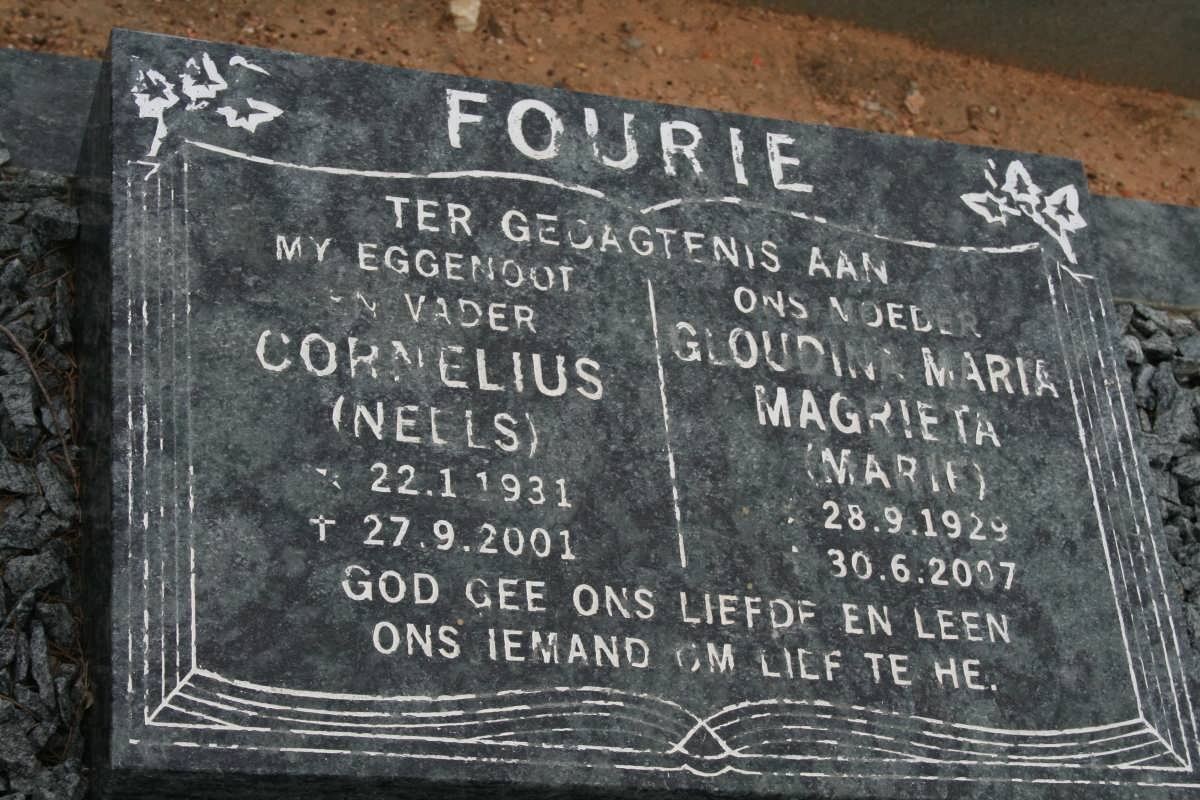 FOURIE
TER GEDAGTENIS AAN
MY EGGENOOT
EN VADER
CORNELIUS
(NELLS)
* 22.1.1931
† 27.9.2001
ONS MOEDER
GLOUDINA MARIA
MAGRIETA
(MARIE)
28.9.1929
30.6.2007
GOD GEE ONS LIEFDE EN LEEN
ONS IEMAND OM LIEF TE HE.